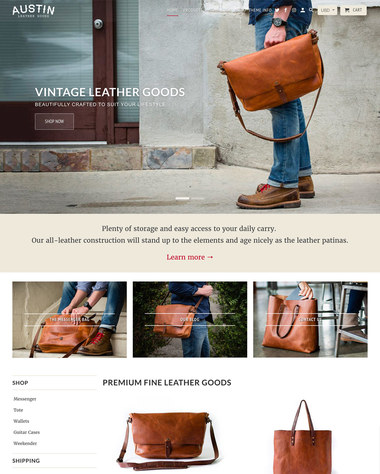 AUSTIN
LEATHER GOODS
HOME
USD
CART
VINTAGE LEATHER GOODS
BEAUTIFULLY CRAFTED TO SUIT YOUR LIFESTYLE
SHOP NOW
Plenty of storage and easy access to your daily carry.
Our all-leather construction will stand up to the elements and age nicely as the leather patinas.
Learn more →
THE MESSENGER BAG
OUR BLOG
CONTACT US
SHOP
Messenger
Tote
Wallets
Guitar Cases
Weekender
SHIPPING
PREMIUM FINE LEATHER GOODS